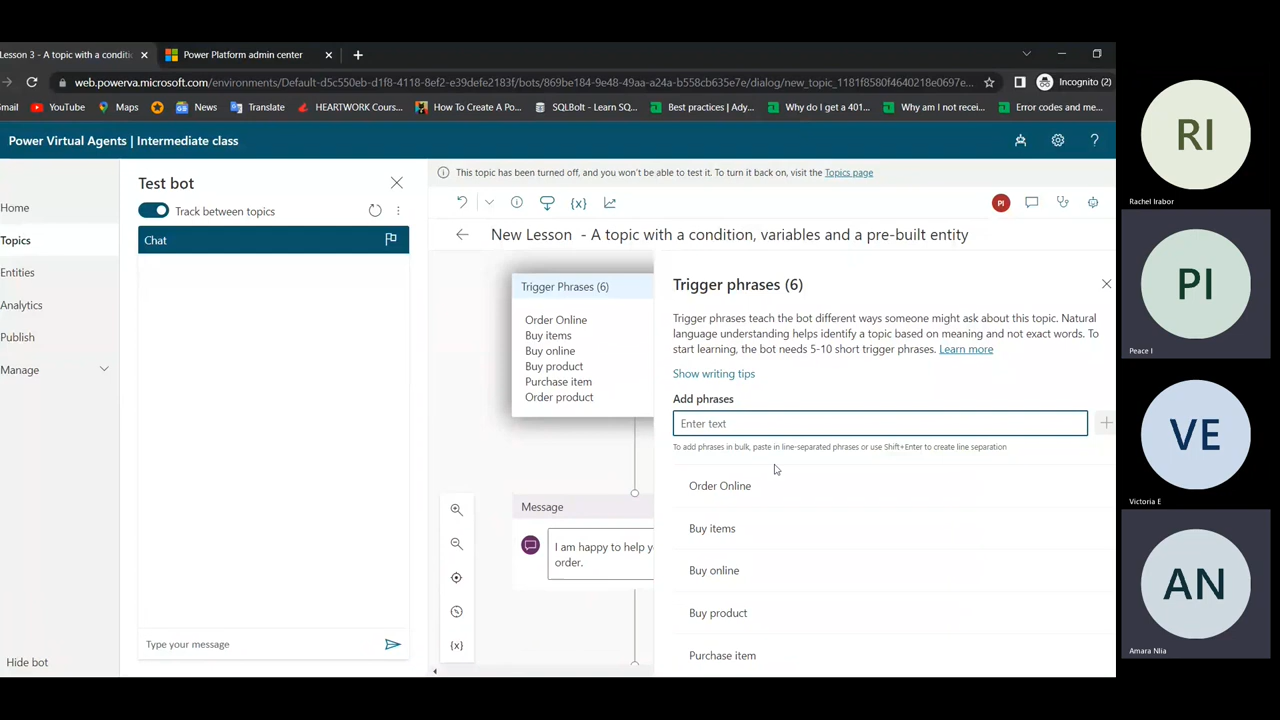 Lesson 3 - A topic with a conditi
Power Platform admin center
web.powerva.microsoft.com/environments/Default-d5c550eb-d1f8-4118-8ef2-e39defe2183f/bots/869be184-9e48-49aa-a24a-b558cb635e7e/dialog/new_topic_1181f8580f4640218e0697e...
Incognito (2)
mail
YouTube
Maps
News
Translate
HEARTWORK Cours...
How To Create A Po...
SQLBolt - Learn SQ...
Best practices | Ady...
Why do I get a 401...
Why am I not recei...
Error codes and me...
Power Virtual Agents | Intermediate class
Home
Topics
Entities
Analytics
Publish
Manage
Hide bot
Test bot
Track between topics
Chat
Type your message
This topic has been turned off, and you won't be able to test it. To turn it back on, visit the Topics page
{x}
PI
New Lesson - A topic with a condition, variables and a pre-built entity
Trigger Phrases (6)
Order Online
Buy items
Buy online
Buy product
Purchase item
Order product
Message
I am happy to help y
order.
{x}
Trigger phrases (6)
Trigger phrases teach the bot different ways someone might ask about this topic. Natural
language understanding helps identify a topic based on meaning and not exact words. To
start learning, the bot needs 5-10 short trigger phrases. Learn more
Show writing tips
Add phrases
Enter text
To add phrases in bulk, paste in line-separated phrases or use Shift+Enter to create line separation
Order Online
Buy items
Buy online
Buy product
Purchase item
RI
Rachel Irabor
PI
Peace I
VE
Victoria E
AN
Amara Nlia